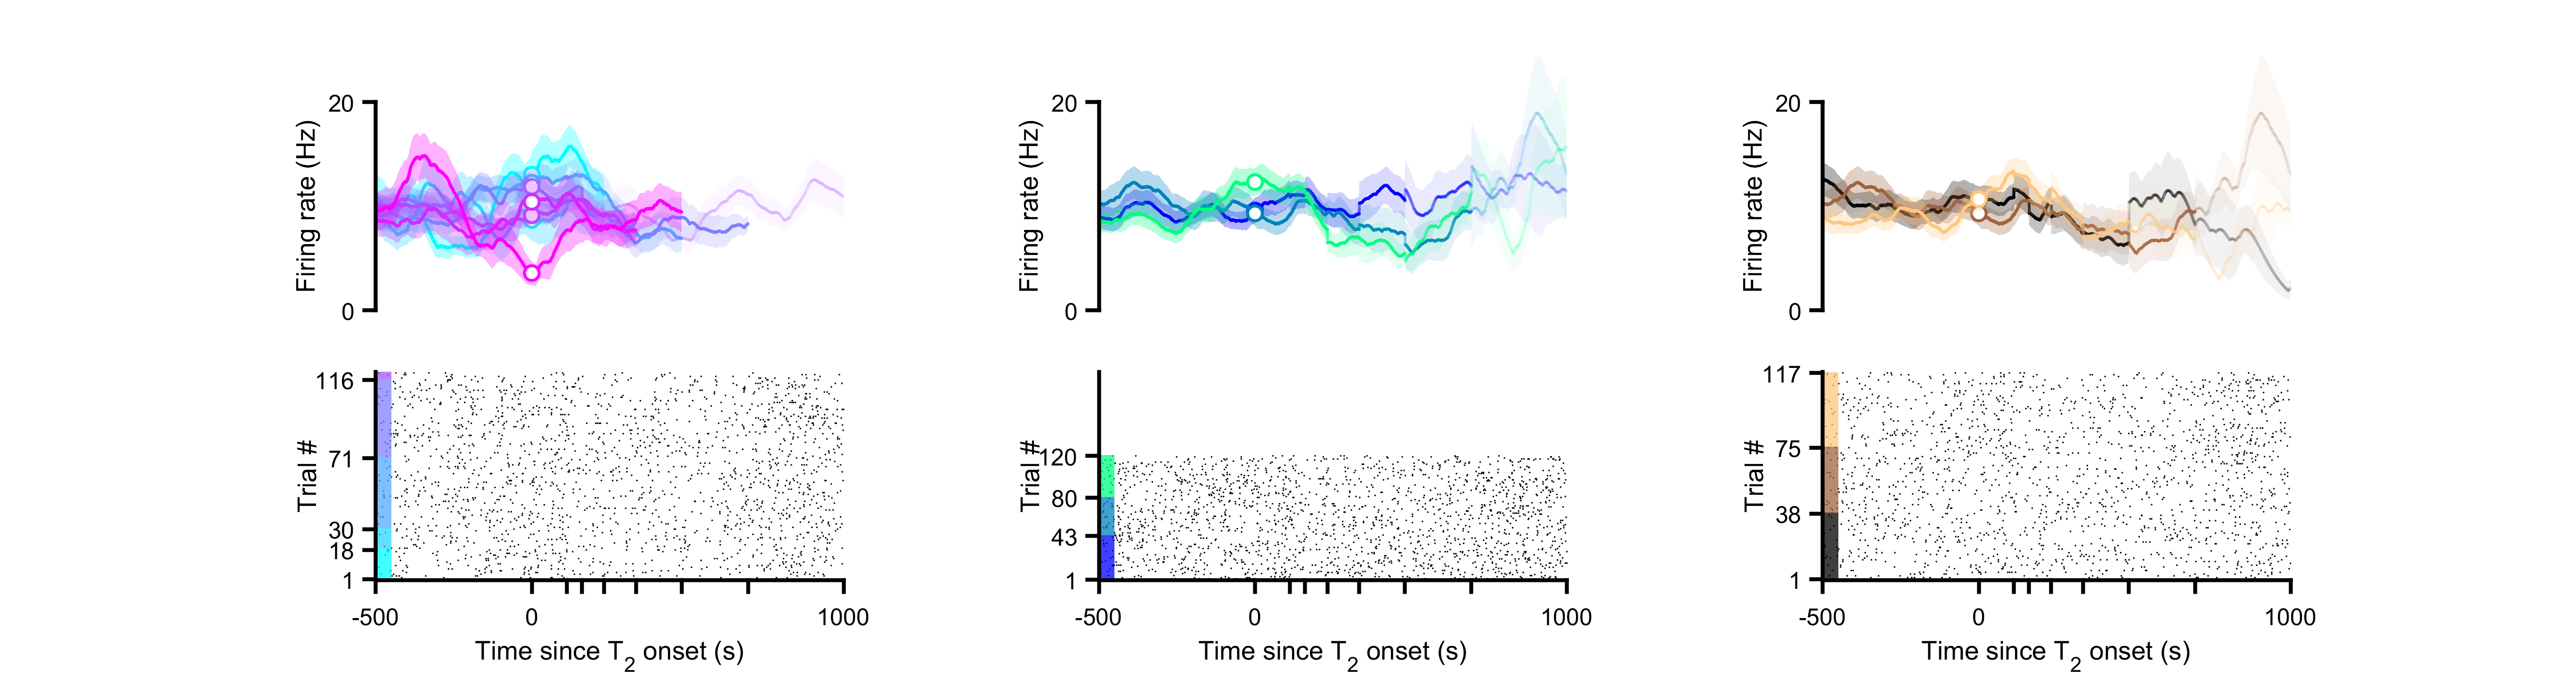 20
Firing rate (Hz)
0
116
71
30
18
1
Trial #
-500 0 1000
Time since T2 onset (s)
20
Firing rate (Hz)
0
120
80
43
1
Trial #
-500 0 1000
Time since T2 onset (s)
20
Firing rate (Hz)
0
117
75
38
1
Trial #
-500 0 1000
Time since T2 onset (s)